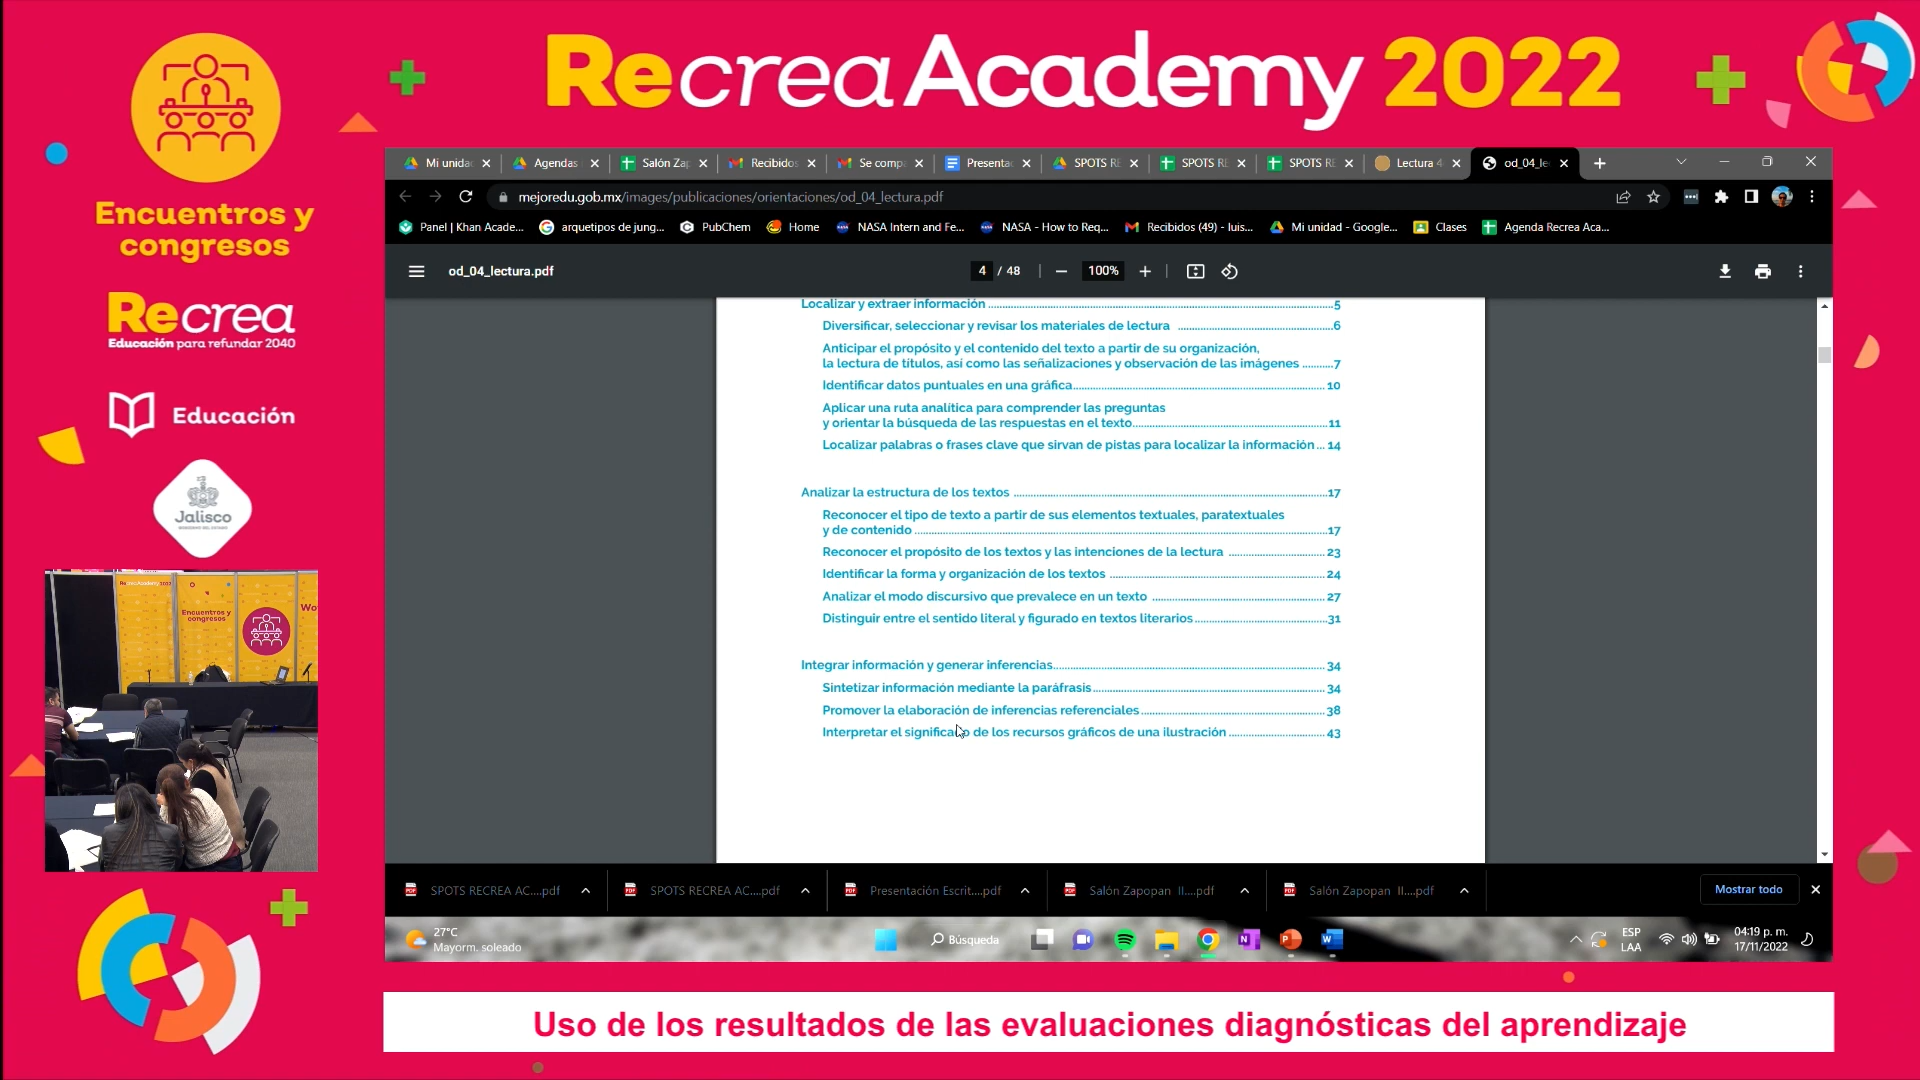 RecreaAcademy 2022
Encuentros y
congresos
Recrea
Educación para refundar 2040
Educación
Jalisco
GOBIERNO DEL ESTADO
RecreaAcademy 2022
Encuentros y
congresos
Wo
Mi unida
Agendas
Salón Za
Recibidos
Se comp
Presenta
SPOTS RE
SPOTS RE
SPOTS RE
Lectura 4
od_04_le
mejoredu.gob.mx/images/publicaciones/orientaciones/od_04_lectura.pdf
Panel | Khan Acade...
arquetipos de jung...
PubChem
Home
NASA Intern and Fe...
NASA - How to Req...
Recibidos (49) - luis...
Mi unidad - Google...
Clases
Agenda Recrea Aca...
od_04_lectura.pdf
4 / 48
100%
Localizar y extraer información 5
Diversificar, seleccionar y revisar los materiales de lectura 6
Anticipar el propósito y el contenido del texto a partir de su organización,
la lectura de títulos, así como las señalizaciones y observación de las imágenes 7
Identificar datos puntuales en una gráfica 10
Aplicar una ruta analítica para comprender las preguntas
y orientar la búsqueda de las respuestas en el texto 11
Localizar palabras o frases clave que sirvan de pistas para localizar la información 14
Analizar la estructura de los textos 17
Reconocer el tipo de texto a partir de sus elementos textuales, paratextuales
y de contenido 17
Reconocer el propósito de los textos y las intenciones de la lectura 23
Identificar la forma y organización de los textos 24
Analizar el modo discursivo que prevalece en un texto 27
Distinguir entre el sentido literal y figurado en textos literarios 31
Integrar información y generar inferencias 34
Sintetizar información mediante la paráfrasis 34
Promover la elaboración de inferencias referenciales 38
Interpretar el significado de los recursos gráficos de una ilustración 43
SPOTS RECREA AC....pdf
SPOTS RECREA AC....pdf
Presentación Escrit....pdf
Salón Zapopan II....pdf
Salón Zapopan II....pdf
Mostrar todo
27°C
Mayorm. soleado
Búsqueda
ESP
LAA
04:19 p. m.
17/11/2022
Uso de los resultados de las evaluaciones diagnósticas del aprendizaje